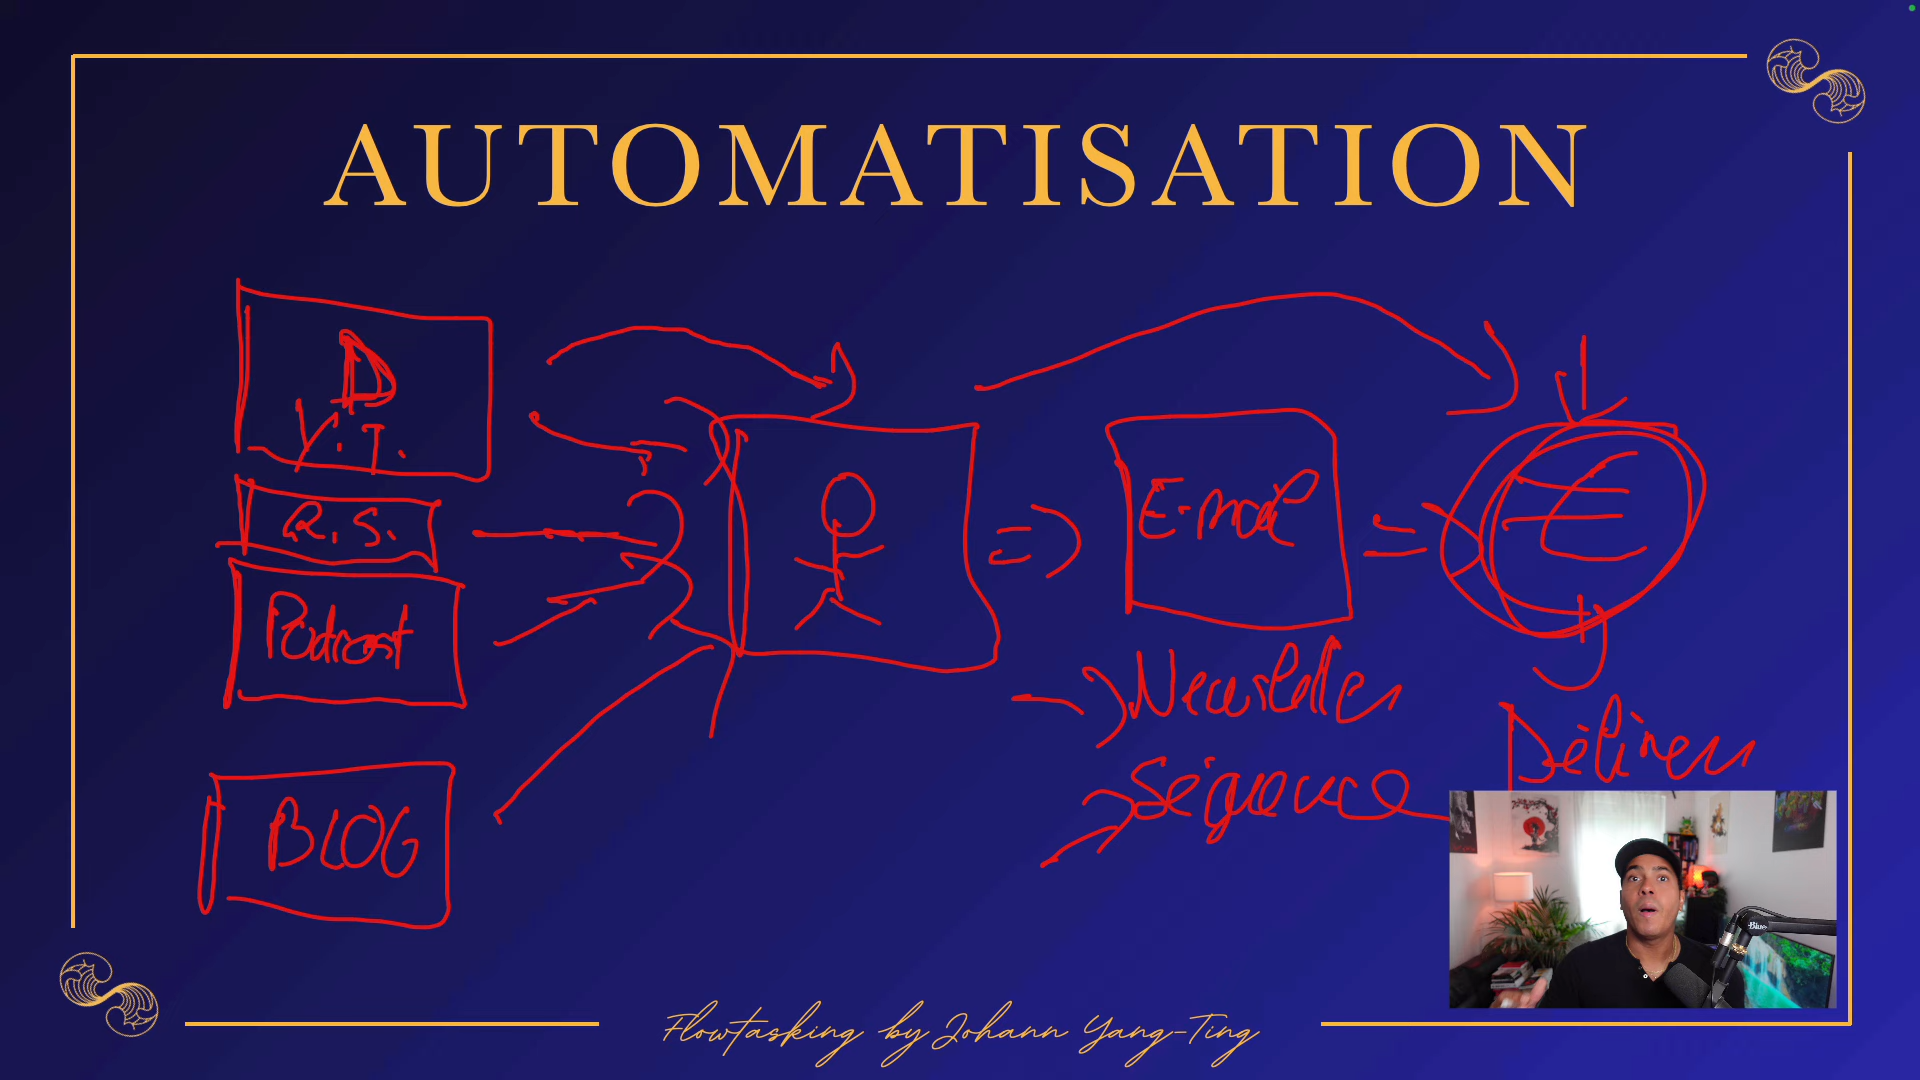 AUTOMATISATION
D
Y.T.
R.S.
Podcast
BLOG
E-mail
€
Newsletter
Séquence
Délivrer
Flowtasking by Johann Yang-Ting